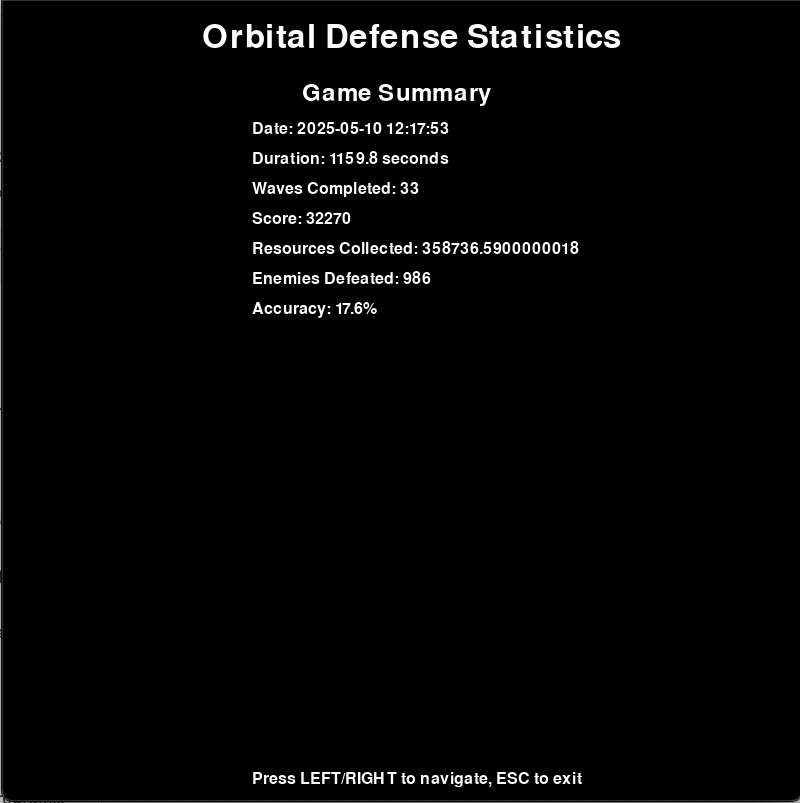 Orbital Defense Statistics
Game Summary
Date: 2025-05-10 12:17:53
Duration: 1159.8 seconds
Waves Completed: 33
Score: 32270
Resources Collected: 358736.5900000018
Enemies Defeated: 986
Accuracy: 17.6%
Press LEFT/RIGHT to navigate, ESC to exit